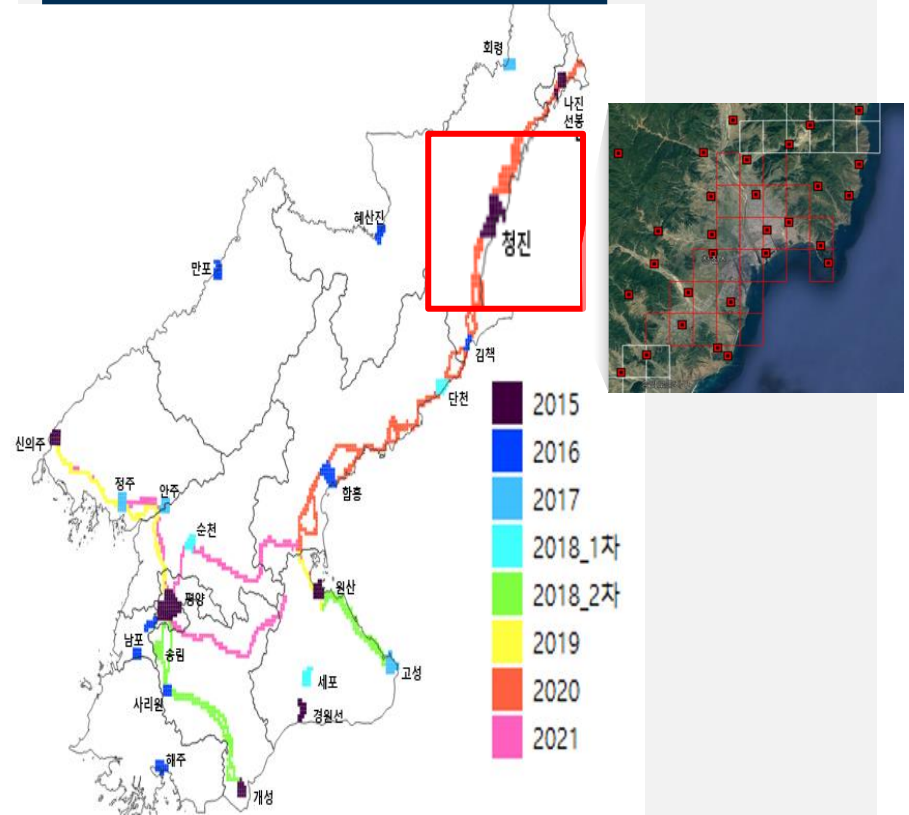 회령
나진
선봉
혜산진
청진
만포
김책
단천
2015
신의주
2016
정주
안주
함흥
2017
순천
2018_1차
평양
원산
2018_2차
남포
송림
2019
고성
세포
사리원
2020
경원선
해주
2021
개성